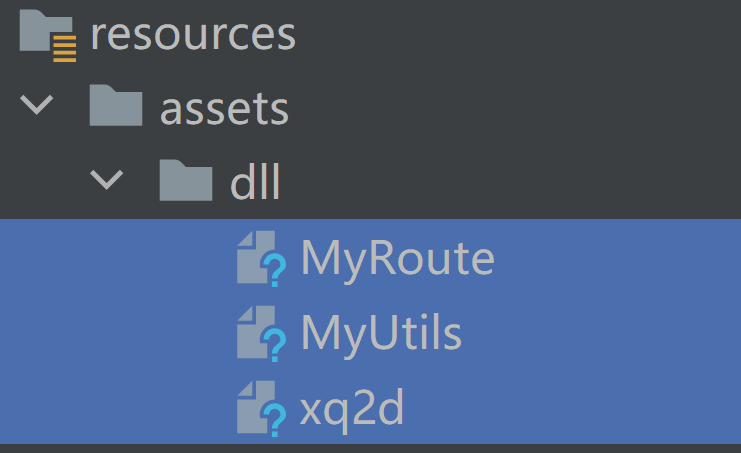 resources
assets
dll
MyRoute
MyUtils
xq2d